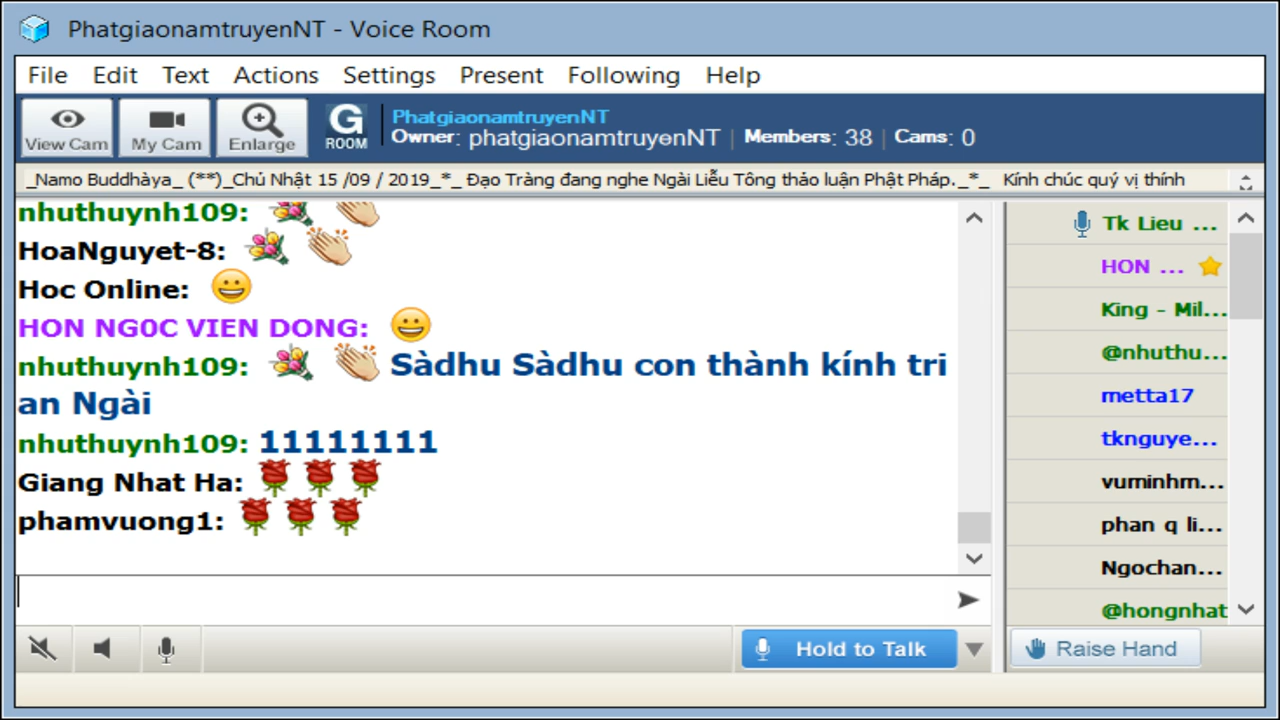 PhatgiaonamtruyenNT - Voice Room
File Edit Text Actions Settings Present Following Help
View Cam My Cam Enlarge G ROOM
PhatgiaonamtruyenNT
Owner: phatgiaonamtruyenNT | Members: 38 | Cams: 0
_Namo Buddhàya_ (**)_Chủ Nhật 15 /09 / 2019_*_ Đạo Tràng đang nghe Ngài Liễu Tông thảo luận Phật Pháp._*_ Kính chúc quý vị thính
nhuthuynh109:
HoaNguyet-8:
Hoc Online:
HON NG0C VIEN DONG:
nhuthuynh109: Sàdhu Sàdhu con thành kính tri
an Ngài
nhuthuynh109: 11111111
Giang Nhat Ha:
phamvuong1:
Tk Lieu ...
HON ...
King - Mil...
@nhuthu...
metta17
tknguye...
vuminhm...
phan q li...
Ngochan...
@hongnhat
Hold to Talk
Raise Hand